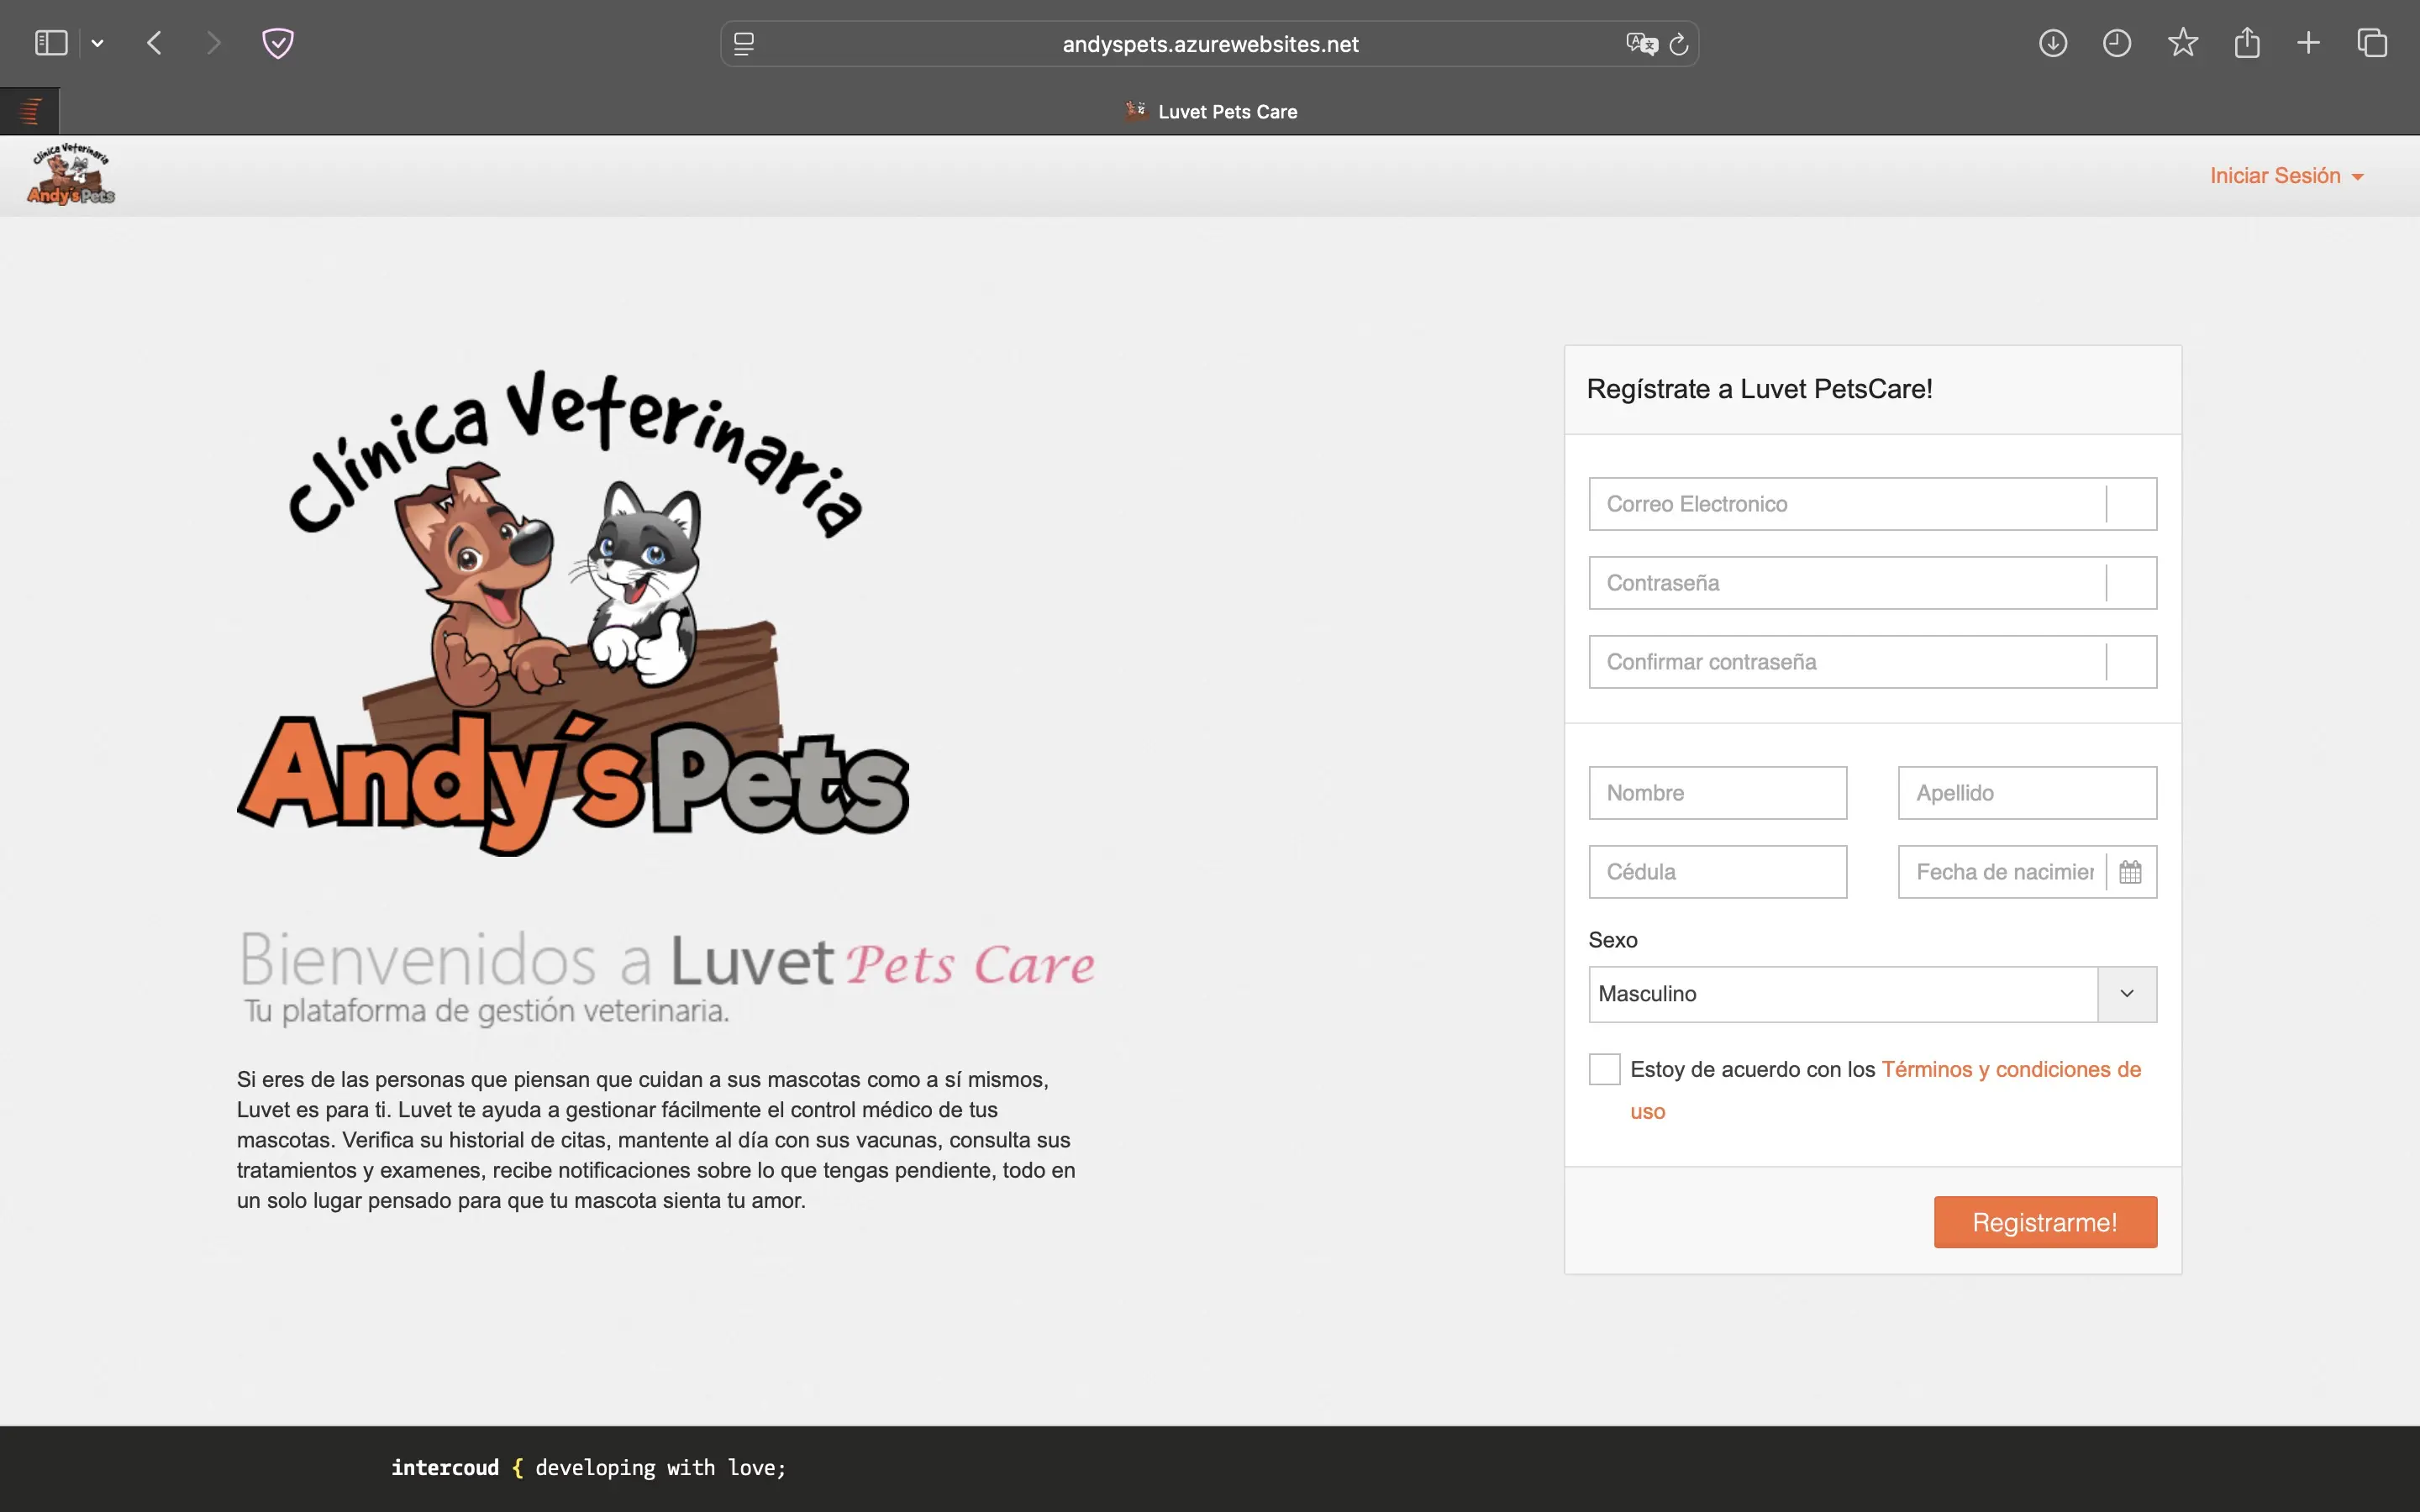 andyspets.azurewebsites.net
Luvet Pets Care
Clínica Veterinaria
Andy's Pets
Iniciar Sesión
Clínica Veterinaria
Andy´s Pets
Bienvenidos a Luvet Pets Care
Tu plataforma de gestión veterinaria.
Si eres de las personas que piensan que cuidan a sus mascotas como a sí mismos,
Luvet es para ti. Luvet te ayuda a gestionar fácilmente el control médico de tus
mascotas. Verifica su historial de citas, mantente al día con sus vacunas, consulta sus
tratamientos y examenes, recibe notificaciones sobre lo que tengas pendiente, todo en
un solo lugar pensado para que tu mascota sienta tu amor.
Regístrate a Luvet PetsCare!
Correo Electronico
Contraseña
Confirmar contraseña
Nombre Apellido
Cédula Fecha de nacimier
Sexo
Masculino
Estoy de acuerdo con los Términos y condiciones de
uso
Registrarme!
intercoud { developing with love;